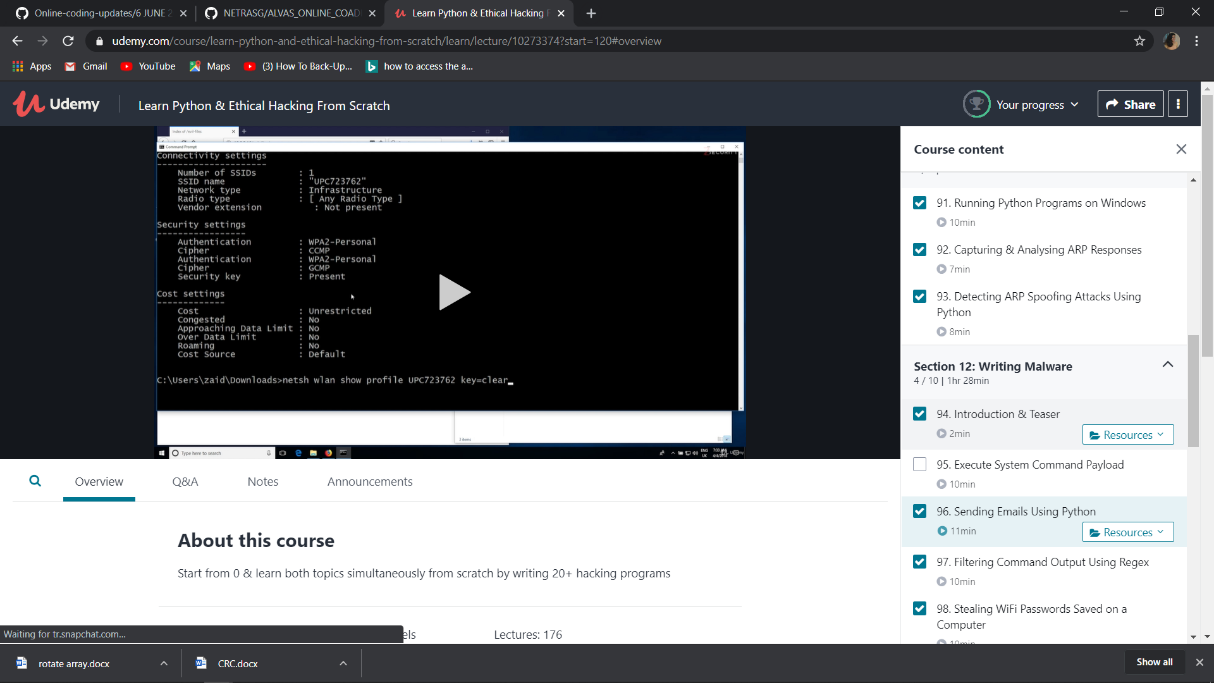 Online-coding-updates/6 JUNE 2
NETRASG/ALVAS_ONLINE_COAD
Learn Python & Ethical Hacking F
udemy.com/course/learn-python-and-ethical-hacking-from-scratch/learn/lecture/10273374?start=120#overview
Apps
Gmail
YouTube
Maps
(3) How To Back-Up...
how to access the a...
Udemy
Learn Python & Ethical Hacking From Scratch
Your progress
Share
Command Prompt
Connectivity settings
---------------------
Number of SSIDs : 1
SSID name : "UPC723762"
Network type : Infrastructure
Radio type : [ Any Radio Type ]
Vendor extension : Not present
Security settings
-----------------
Authentication : WPA2-Personal
Cipher : CCMP
Authentication : WPA2-Personal
Cipher : GCMP
Security key : Present
Cost settings
-------------
Cost : Unrestricted
Congested : No
Approaching Data Limit : No
Over Data Limit : No
Roaming : No
Cost Source : Default
C:\Users\zaid\Downloads>netsh wlan show profile UPC723762 key=clear_
Type here to search
Course content
91. Running Python Programs on Windows
10min
92. Capturing & Analysing ARP Responses
7min
93. Detecting ARP Spoofing Attacks Using
Python
8min
Section 12: Writing Malware
4 / 10 | 1hr 28min
94. Introduction & Teaser
2min
Resources
95. Execute System Command Payload
10min
96. Sending Emails Using Python
11min
Resources
97. Filtering Command Output Using Regex
10min
98. Stealing WiFi Passwords Saved on a
Computer
Overview
Q&A
Notes
Announcements
About this course
Start from 0 & learn both topics simultaneously from scratch by writing 20+ hacking programs
Lectures: 176
Waiting for tr.snapchat.com...
rotate array.docx
CRC.docx
Show all